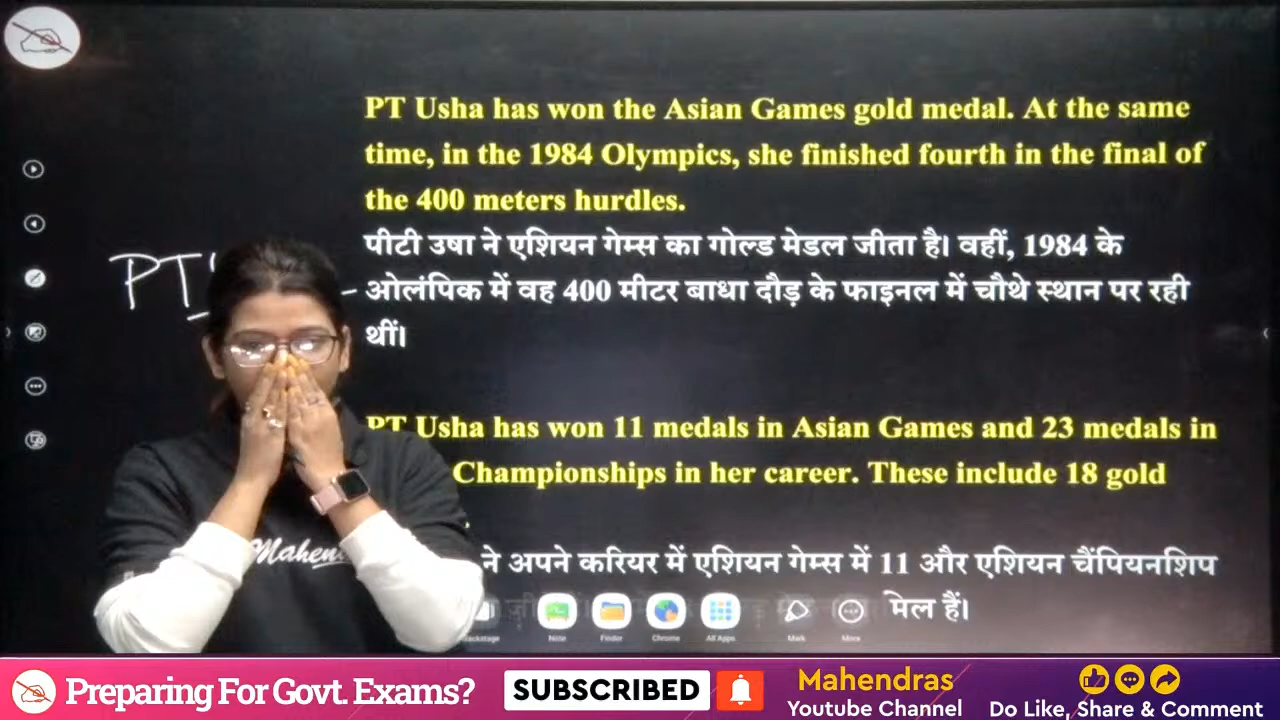 PT Usha has won the Asian Games gold medal. At the same
time, in the 1984 Olympics, she finished fourth in the final of
the 400 meters hurdles.
पीटी उषा ने एशियन गेम्स का गोल्ड मेडल जीता है। वहीं, 1984 के
ओलंपिक में वह 400 मीटर बाधा दौड़ के फाइनल में चौथे स्थान पर रही
थीं।
PT
PT Usha has won 11 medals in Asian Games and 23 medals in
Championships in her career. These include 18 gold
ने अपने करियर में एशियन गेम्स में 11 और एशियन चैंपियनशिप
मेल हैं।
Mahen
Backstage
Note
Finder
Chrome
All Apps
Mark
More
Preparing For Govt. Exams?
SUBSCRIBED
Mahendras
Youtube Channel
Do Like, Share & Comment